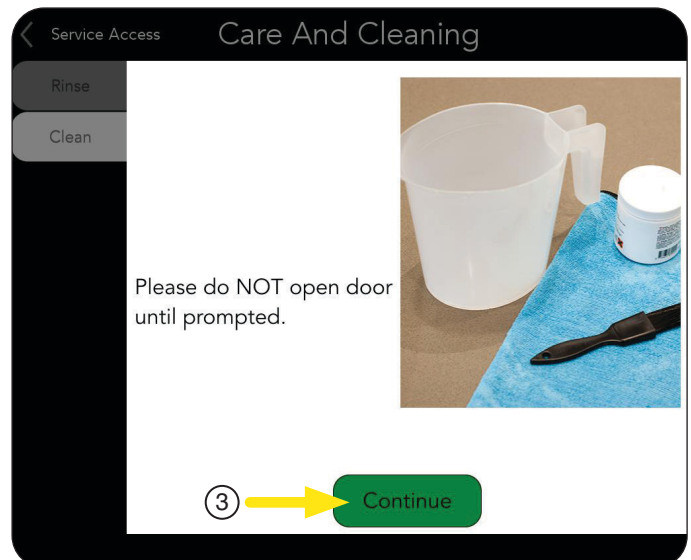 Service Access
Care And Cleaning
Rinse
Clean
Please do NOT open door
until prompted.
3
Continue